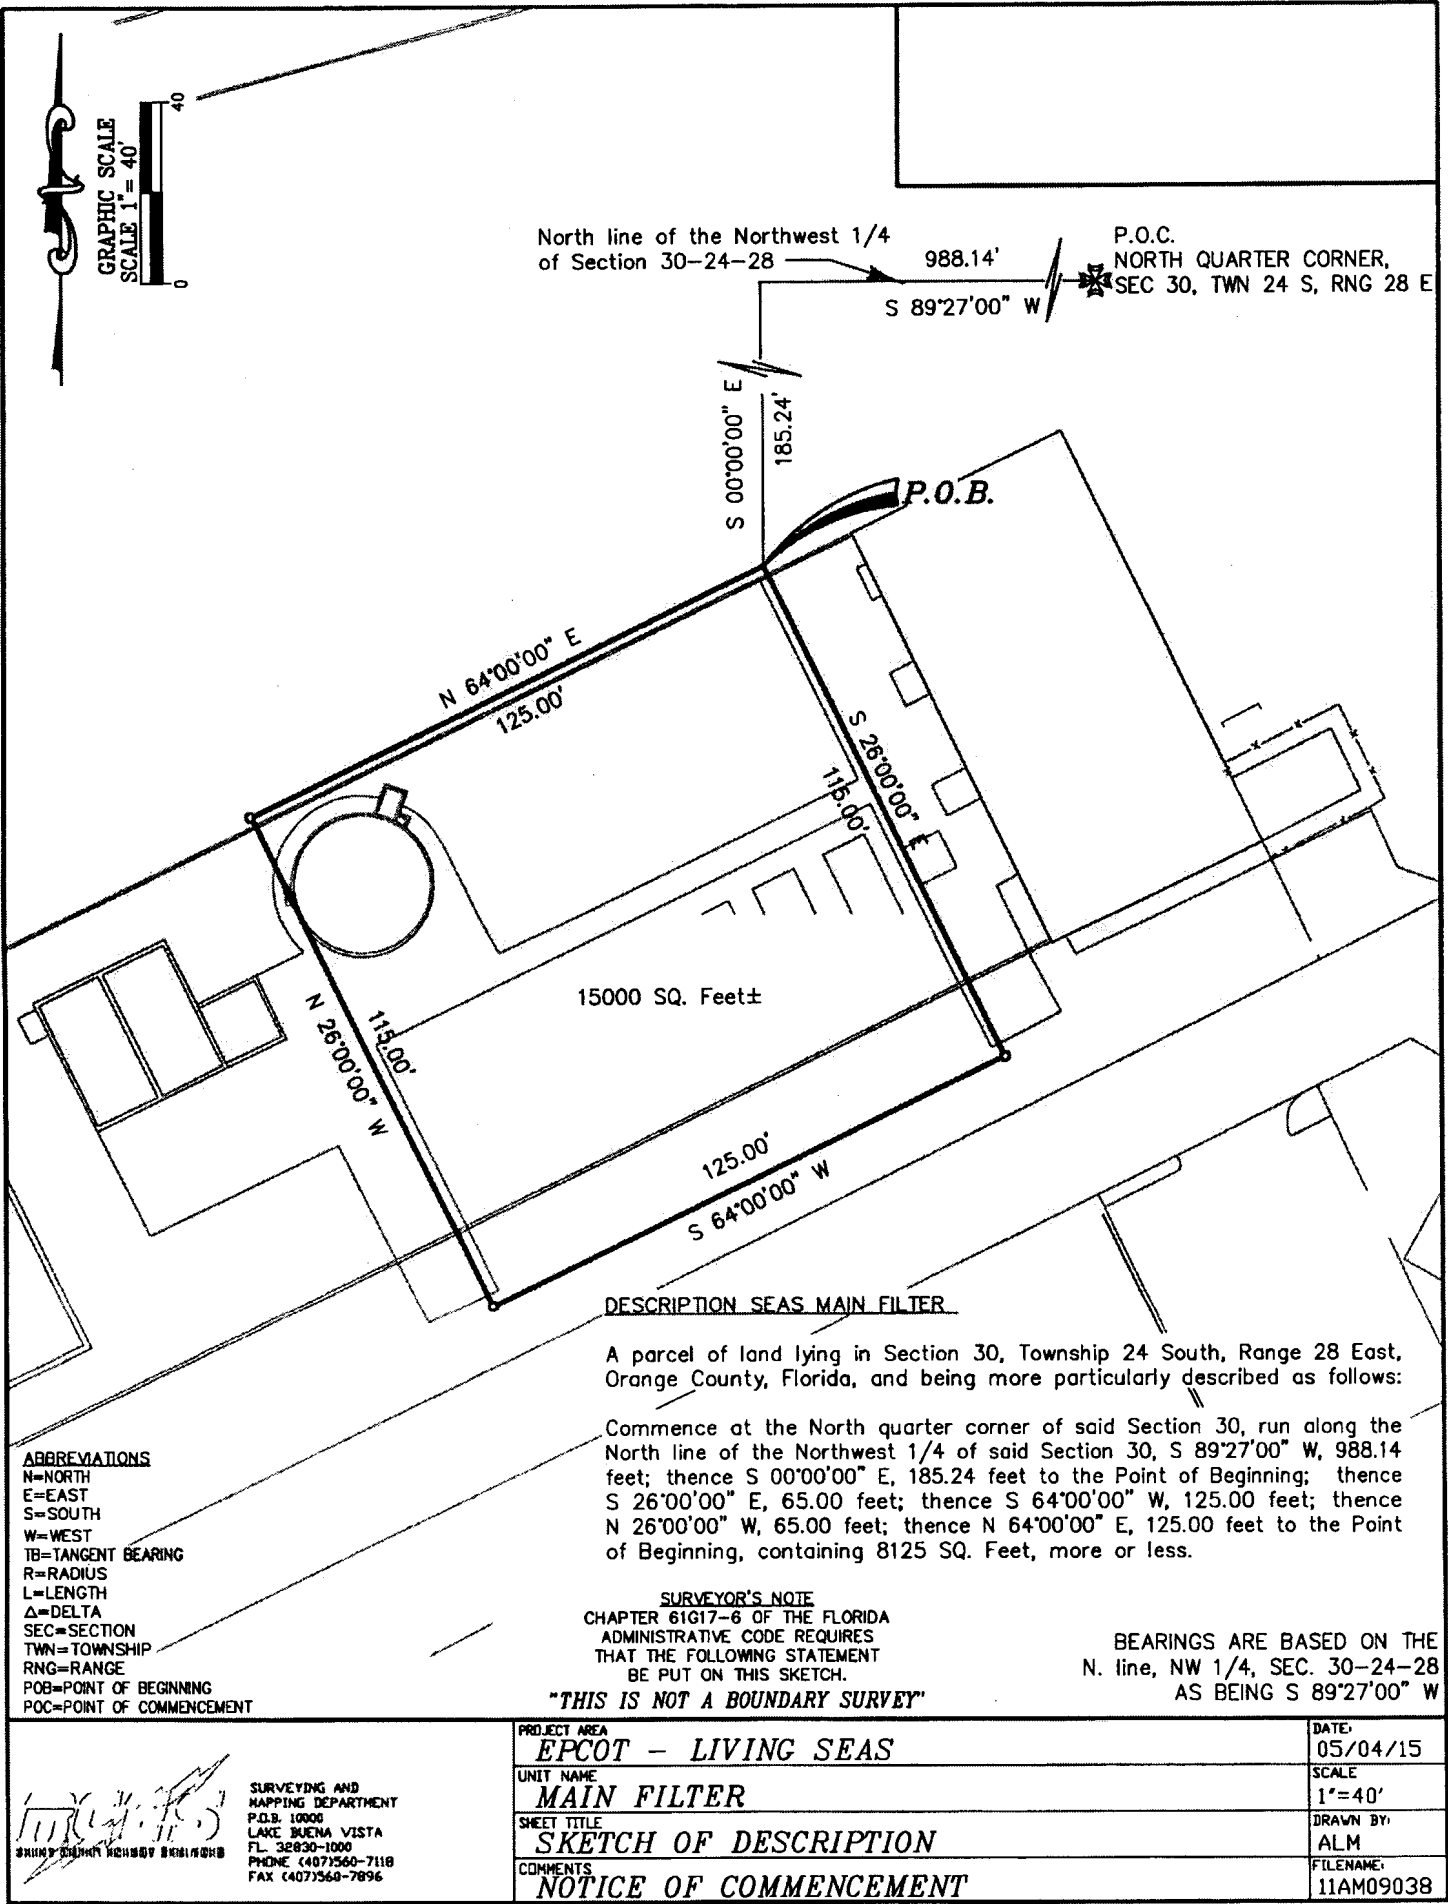 GRAPHIC SCALE
SCALE 1"= 40'
40
0
North line of the Northwest 1/4
of Section 30-24-28
988.14'
S 89°27'00" W
P.O.C.
NORTH QUARTER CORNER,
SEC 30, TWN 24 S, RNG 28 E
S 00°00'00" E
185.24'
P.O.B.
N 64°00'00" E
125.00'
S 26°00'00" E
115.00'
15000 SQ. Feet±
N 26°00'00" W
115.00'
125.00'
S 64°00'00" W
DESCRIPTION SEAS MAIN FILTER
A parcel of land lying in Section 30, Township 24 South, Range 28 East,
Orange County, Florida, and being more particularly described as follows:
Commence at the North quarter corner of said Section 30, run along the
North line of the Northwest 1/4 of said Section 30, S 89°27'00" W, 988.14
feet; thence S 00°00'00" E, 185.24 feet to the Point of Beginning; thence
S 26°00'00" E, 65.00 feet; thence S 64°00'00" W, 125.00 feet; thence
N 26°00'00" W, 65.00 feet; thence N 64°00'00" E, 125.00 feet to the Point
of Beginning, containing 8125 SQ. Feet, more or less.
ABBREVIATIONS
N=NORTH
E=EAST
S=SOUTH
W=WEST
TB=TANGENT BEARING
R=RADIUS
L=LENGTH
Δ=DELTA
SEC=SECTION
TWN=TOWNSHIP
RNG=RANGE
POB=POINT OF BEGINNING
POC=POINT OF COMMENCEMENT
SURVEYOR'S NOTE
CHAPTER 61G17-6 OF THE FLORIDA
ADMINISTRATIVE CODE REQUIRES
THAT THE FOLLOWING STATEMENT
BE PUT ON THIS SKETCH.
"THIS IS NOT A BOUNDARY SURVEY"
BEARINGS ARE BASED ON THE
N. line, NW 1/4, SEC. 30-24-28
AS BEING S 89°27'00" W
SURVEYING AND
MAPPING DEPARTMENT
P.O.B. 10000
LAKE BUENA VISTA
FL. 32830-1000
PHONE (407)560-7118
FAX (407)560-7896
PROJECT AREA
EPCOT - LIVING SEAS
UNIT NAME
MAIN FILTER
SHEET TITLE
SKETCH OF DESCRIPTION
COMMENTS
NOTICE OF COMMENCEMENT
DATE:
05/04/15
SCALE
1"=40'
DRAWN BY:
ALM
FILENAME:
11AM09038